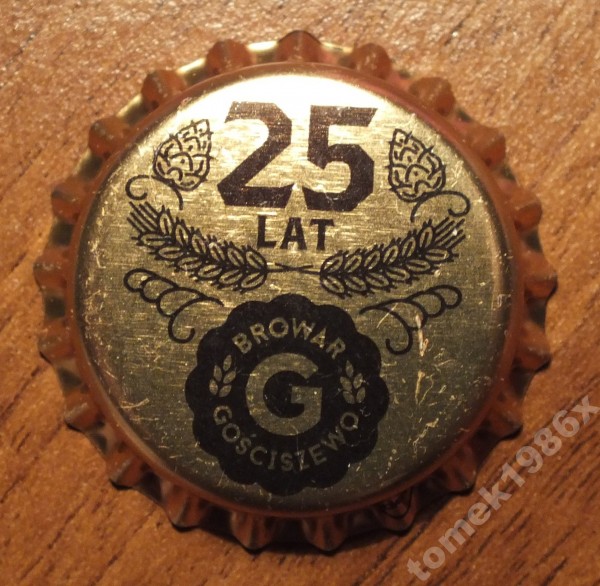 25
LAT
BROWAR
G
GOŚCISZEWO
tomek1986x